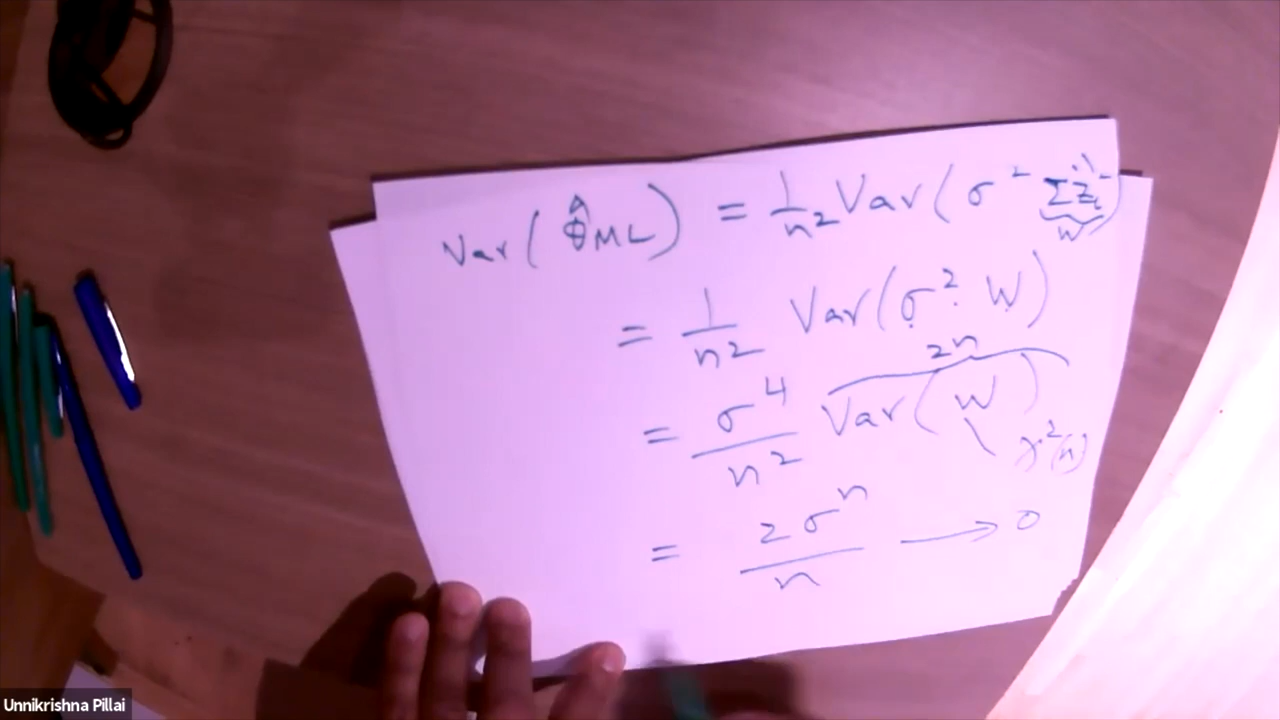 Var(θ̂ML) = 1/n² Var(σ² ΣZᵢ²)
W
= 1/n² Var(σ² · W)
2n
= σ⁴/n² Var(W)
χ²(n)
= 2σⁿ/n → 0
Unnikrishna Pillai